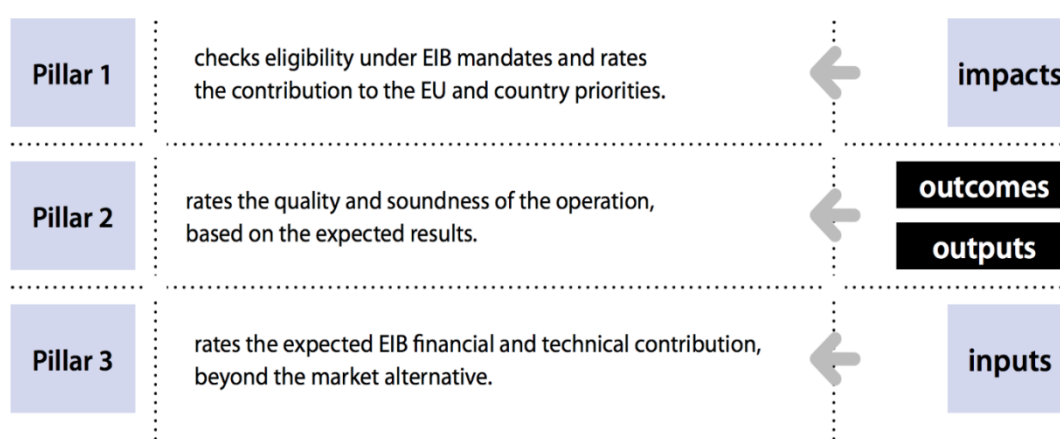 Pillar 1
checks eligibility under EIB mandates and rates
the contribution to the EU and country priorities.
impacts
Pillar 2
rates the quality and soundness of the operation,
based on the expected results.
outcomes
outputs
Pillar 3
rates the expected EIB financial and technical contribution,
beyond the market alternative.
inputs